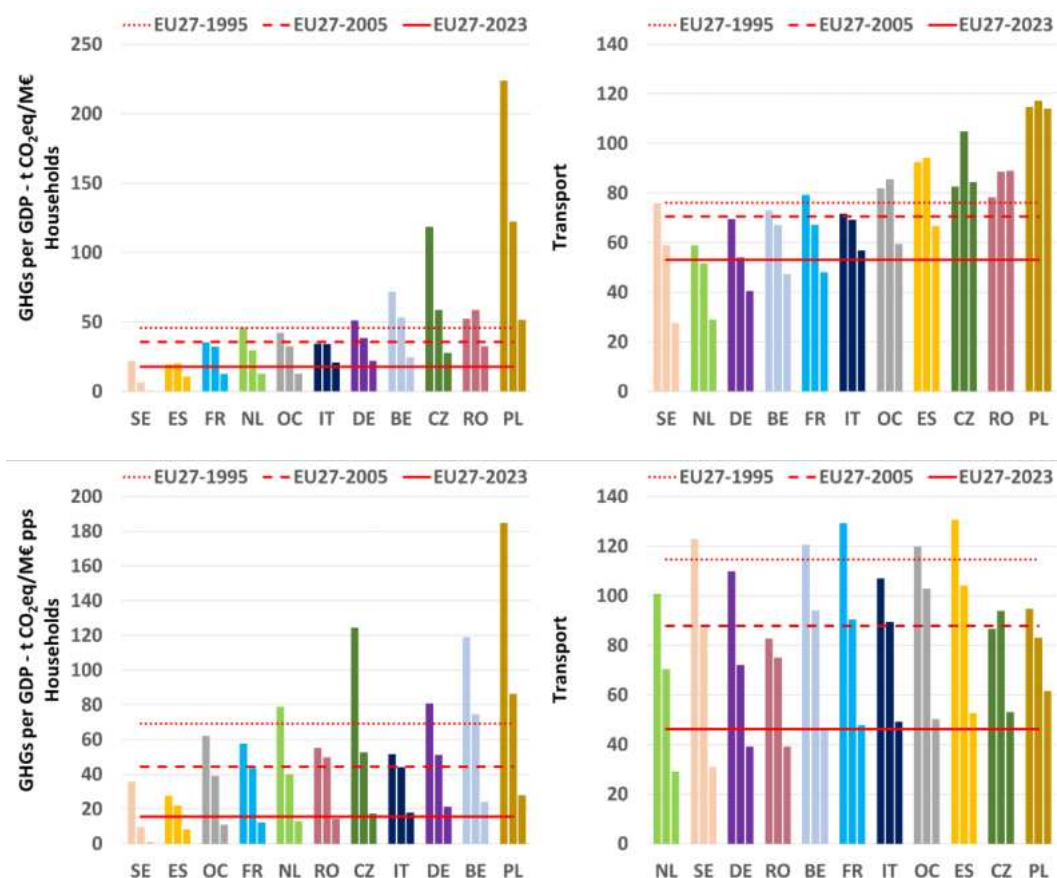 EU27-1995 EU27-2005 EU27-2023
GHGs per GDP - t CO₂eq/M€
Households
250
200
150
100
50
0
SE ES FR NL OC IT DE BE CZ RO PL
EU27-1995 EU27-2005 EU27-2023
Transport
140
120
100
80
60
40
20
0
SE NL DE BE FR IT OC ES CZ RO PL
EU27-1995 EU27-2005 EU27-2023
GHGs per GDP - t CO₂eq/M€ pps
Households
200
180
160
140
120
100
80
60
40
20
0
SE ES OC FR NL RO CZ IT DE BE PL
EU27-1995 EU27-2005 EU27-2023
Transport
140
120
100
80
60
40
20
0
NL SE DE RO BE FR IT OC ES CZ PL